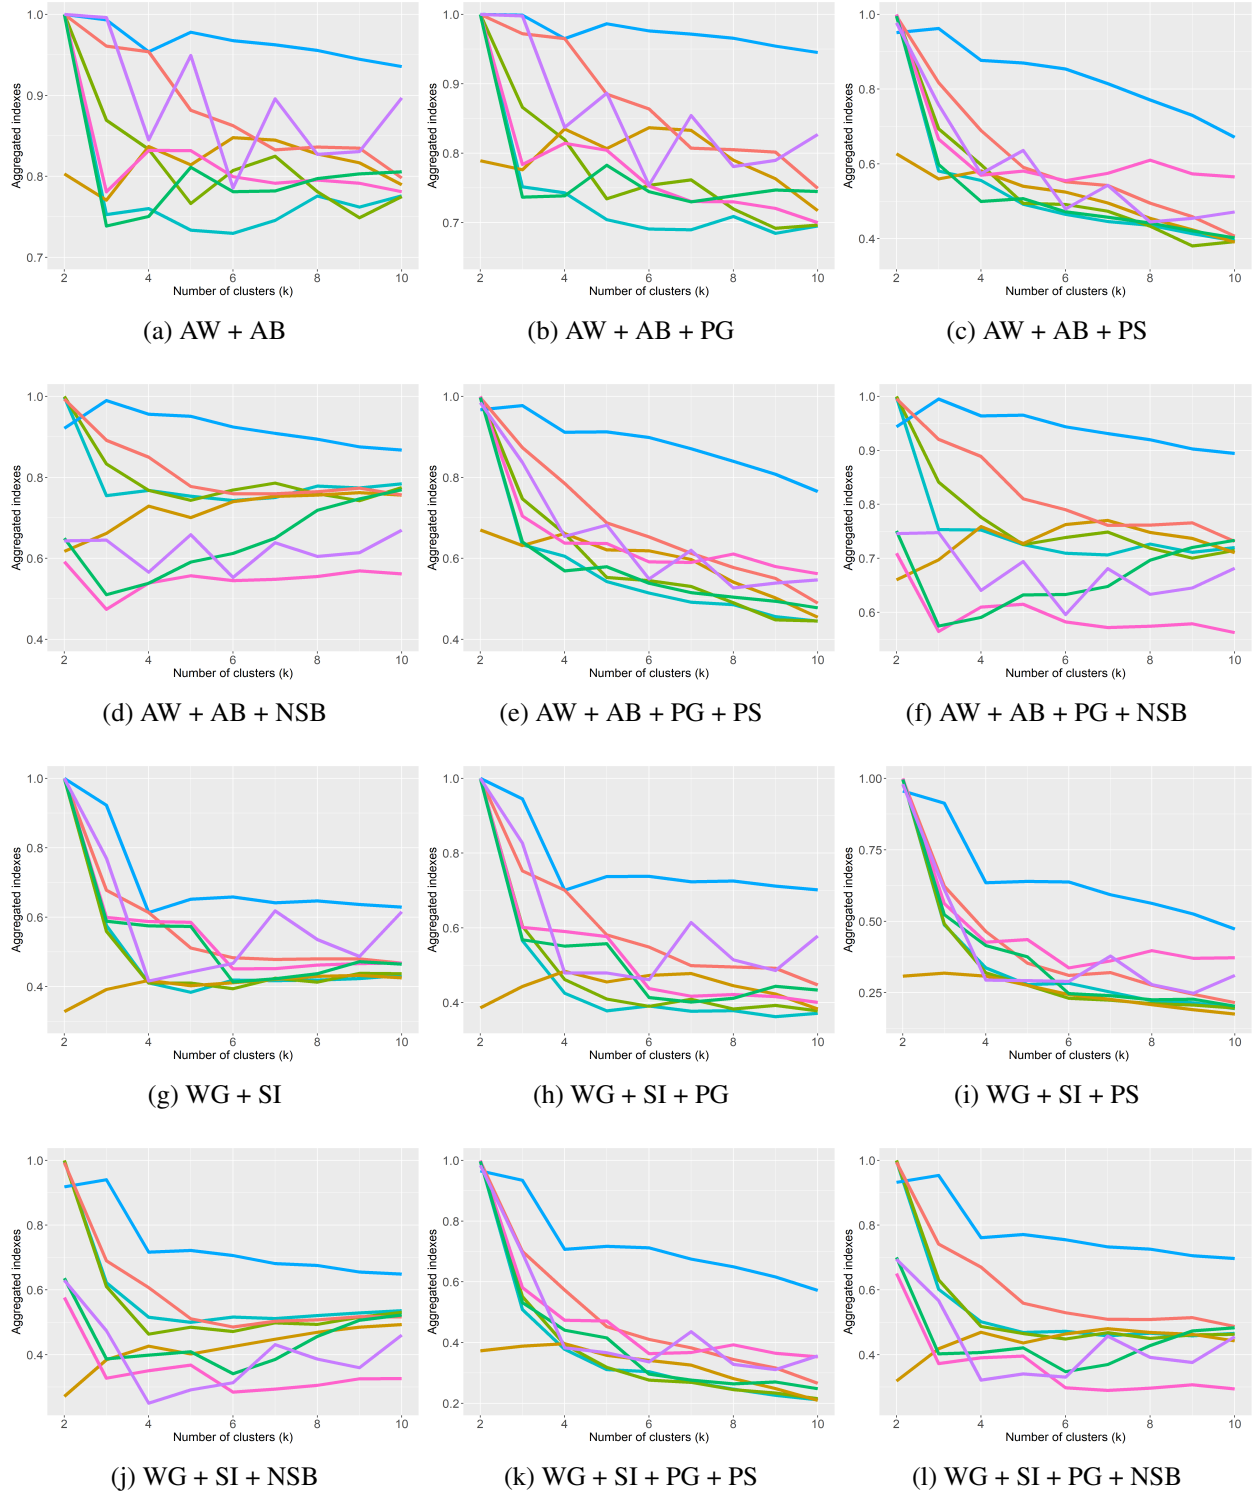 1.0
0.9
0.8
0.7
Aggregated indexes
2 4 6 8 10
Number of clusters (k)
(a) AW + AB
1.0
0.9
0.8
0.7
Aggregated indexes
2 4 6 8 10
Number of clusters (k)
(b) AW + AB + PG
1.0
0.8
0.6
0.4
Aggregated indexes
2 4 6 8 10
Number of clusters (k)
(c) AW + AB + PS
1.0
0.8
0.6
0.4
Aggregated indexes
2 4 6 8 10
Number of clusters (k)
(d) AW + AB + NSB
1.0
0.8
0.6
0.4
Aggregated indexes
2 4 6 8 10
Number of clusters (k)
(e) AW + AB + PG + PS
1.0
0.9
0.8
0.7
0.6
Aggregated indexes
2 4 6 8 10
Number of clusters (k)
(f) AW + AB + PG + NSB
1.0
0.8
0.6
0.4
Aggregated indexes
2 4 6 8 10
Number of clusters (k)
(g) WG + SI
1.0
0.8
0.6
0.4
Aggregated indexes
2 4 6 8 10
Number of clusters (k)
(h) WG + SI + PG
1.00
0.75
0.50
0.25
Aggregated indexes
2 4 6 8 10
Number of clusters (k)
(i) WG + SI + PS
1.0
0.8
0.6
0.4
Aggregated indexes
2 4 6 8 10
Number of clusters (k)
(j) WG + SI + NSB
1.0
0.8
0.6
0.4
0.2
Aggregated indexes
2 4 6 8 10
Number of clusters (k)
(k) WG + SI + PG + PS
1.0
0.8
0.6
0.4
Aggregated indexes
2 4 6 8 10
Number of clusters (k)
(l) WG + SI + PG + NSB